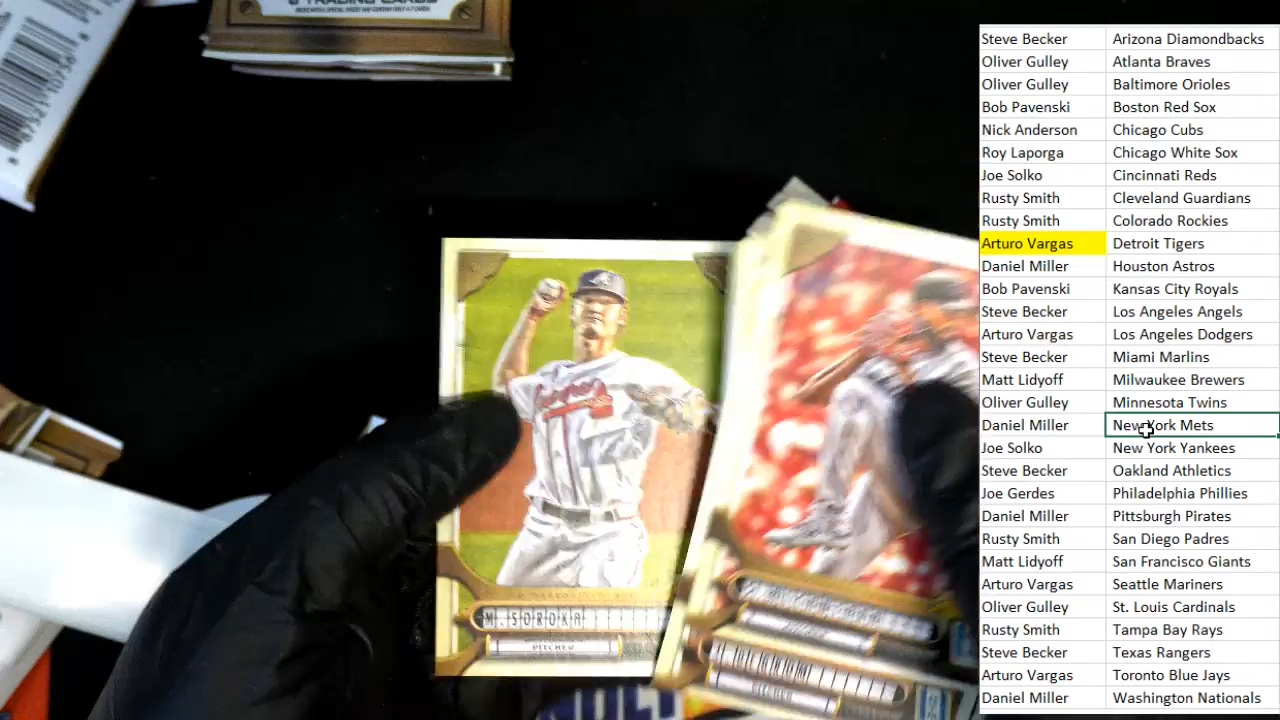 8 TRADING CARDS
M. SOROKA
PITCHER
PITCHER
Steve Becker Arizona Diamondbacks
Oliver Gulley Atlanta Braves
Oliver Gulley Baltimore Orioles
Bob Pavenski Boston Red Sox
Nick Anderson Chicago Cubs
Roy Laporga Chicago White Sox
Joe Solko Cincinnati Reds
Rusty Smith Cleveland Guardians
Rusty Smith Colorado Rockies
Arturo Vargas Detroit Tigers
Daniel Miller Houston Astros
Bob Pavenski Kansas City Royals
Steve Becker Los Angeles Angels
Arturo Vargas Los Angeles Dodgers
Steve Becker Miami Marlins
Matt Lidyoff Milwaukee Brewers
Oliver Gulley Minnesota Twins
Daniel Miller New York Mets
Joe Solko New York Yankees
Steve Becker Oakland Athletics
Joe Gerdes Philadelphia Phillies
Daniel Miller Pittsburgh Pirates
Rusty Smith San Diego Padres
Matt Lidyoff San Francisco Giants
Arturo Vargas Seattle Mariners
Oliver Gulley St. Louis Cardinals
Rusty Smith Tampa Bay Rays
Steve Becker Texas Rangers
Arturo Vargas Toronto Blue Jays
Daniel Miller Washington Nationals